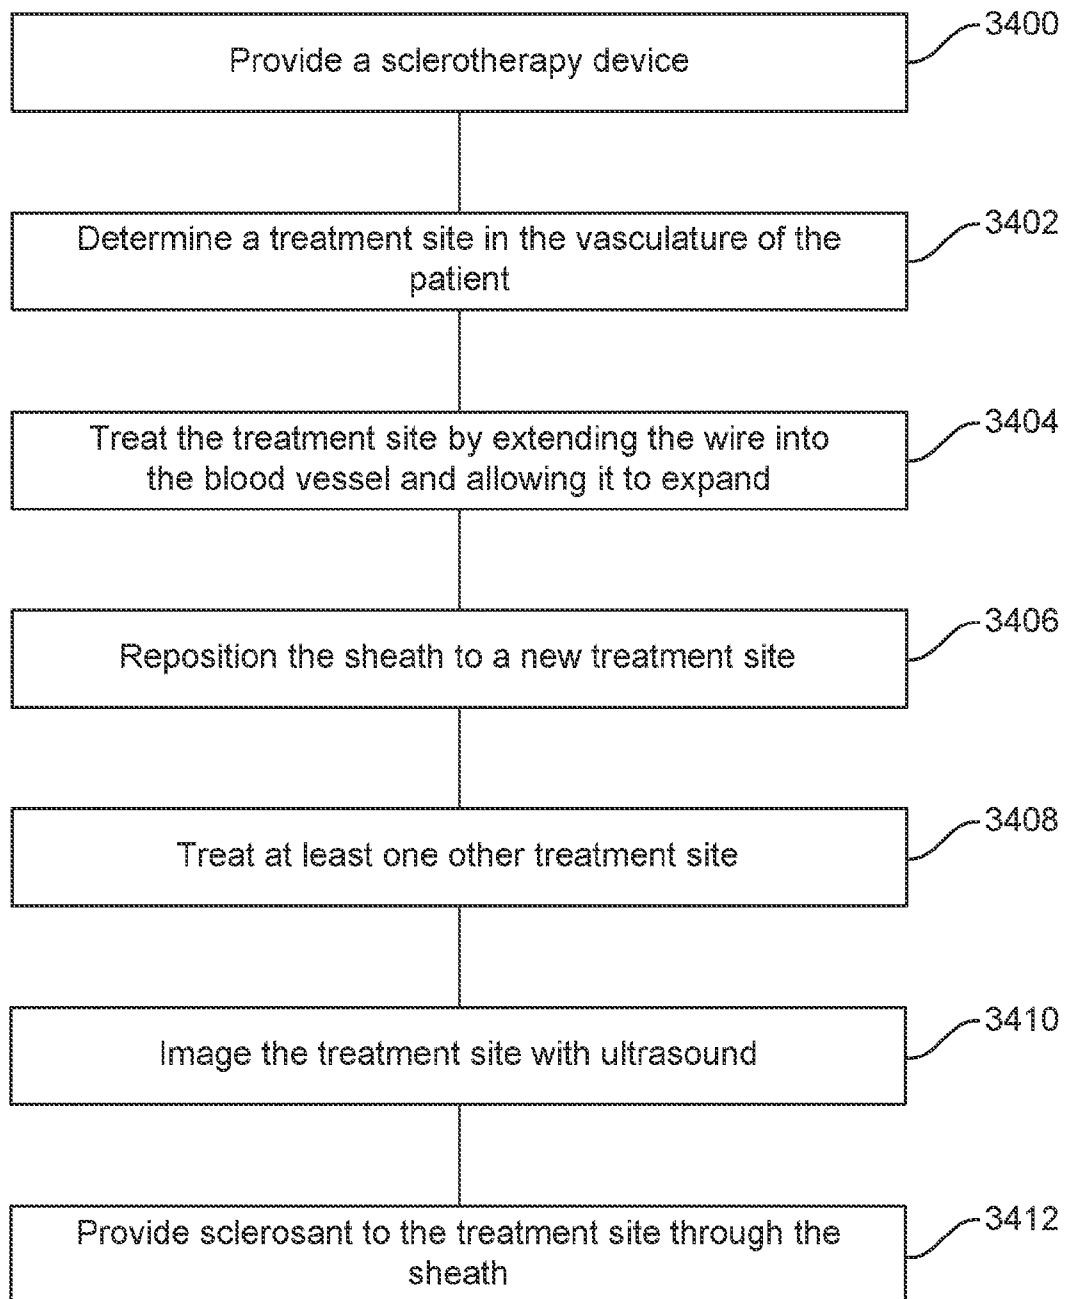 Provide a sclerotherapy device
3400
Determine a treatment site in the vasculature of the
patient
3402
Treat the treatment site by extending the wire into
the blood vessel and allowing it to expand
3404
Reposition the sheath to a new treatment site
3406
Treat at least one other treatment site
3408
Image the treatment site with ultrasound
3410
Provide sclerosant to the treatment site through the
sheath
3412